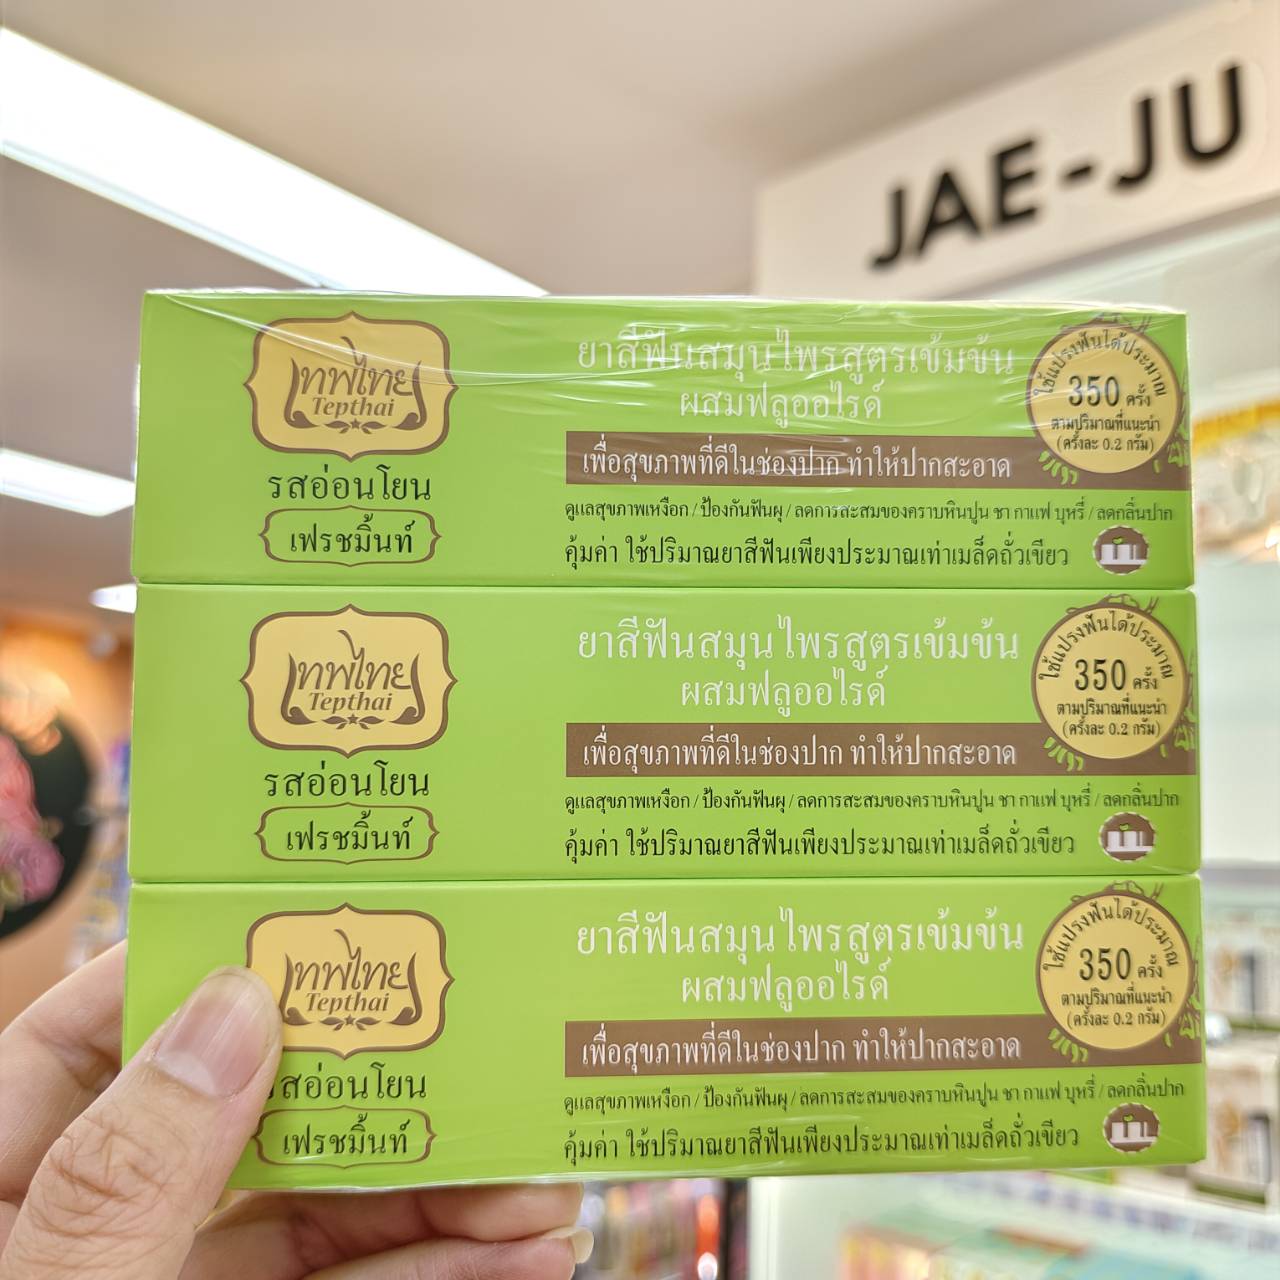 JAE-JU
เทพไทย
Tepthai
รสอ่อนโยน
เฟรชมิ้นท์
ยาสีฟันสมุนไพรสูตรเข้มข้น
ผสมฟลูออไรด์
เพื่อสุขภาพที่ดีในช่องปาก ทำให้ปากสะอาด
ดูแลสุขภาพเหงือก / ป้องกันฟันผุ / ลดการสะสมของคราบหินปูน ชา กาแฟ บุหรี่ / ลดกลิ่นปาก
คุ้มค่า ใช้ปริมาณยาสีฟันเพียงประมาณเท่าเมล็ดถั่วเขียว
ใช้แปรงฟันได้ประมาณ
350 ครั้ง
ตามปริมาณที่แนะนำ
(ครั้งละ 0.2 กรัม)
เทพไทย
Tepthai
รสอ่อนโยน
เฟรชมิ้นท์
ยาสีฟันสมุนไพรสูตรเข้มข้น
ผสมฟลูออไรด์
เพื่อสุขภาพที่ดีในช่องปาก ทำให้ปากสะอาด
ดูแลสุขภาพเหงือก / ป้องกันฟันผุ / ลดการสะสมของคราบหินปูน ชา กาแฟ บุหรี่ / ลดกลิ่นปาก
คุ้มค่า ใช้ปริมาณยาสีฟันเพียงประมาณเท่าเมล็ดถั่วเขียว
ใช้แปรงฟันได้ประมาณ
350 ครั้ง
ตามปริมาณที่แนะนำ
(ครั้งละ 0.2 กรัม)
เทพไทย
Tepthai
รสอ่อนโยน
เฟรชมิ้นท์
ยาสีฟันสมุนไพรสูตรเข้มข้น
ผสมฟลูออไรด์
เพื่อสุขภาพที่ดีในช่องปาก ทำให้ปากสะอาด
ดูแลสุขภาพเหงือก / ป้องกันฟันผุ / ลดการสะสมของคราบหินปูน ชา กาแฟ บุหรี่ / ลดกลิ่นปาก
คุ้มค่า ใช้ปริมาณยาสีฟันเพียงประมาณเท่าเมล็ดถั่วเขียว
ใช้แปรงฟันได้ประมาณ
350 ครั้ง
ตามปริมาณที่แนะนำ
(ครั้งละ 0.2 กรัม)